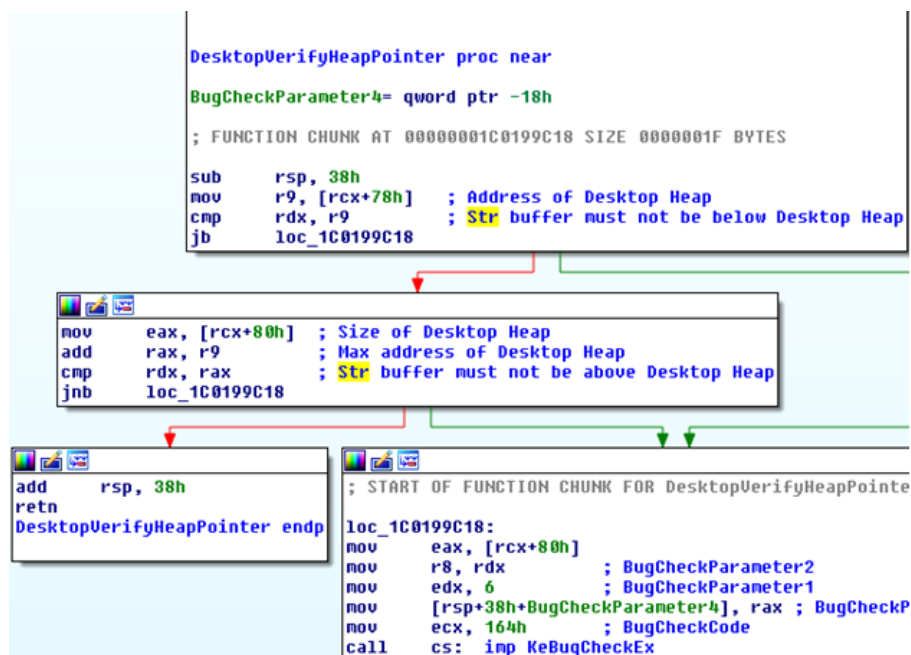 DesktopVerifyHeapPointer proc near
BugCheckParameter4= qword ptr -18h
; FUNCTION CHUNK AT 00000001C0199C18 SIZE 0000001F BYTES
sub rsp, 38h
mov r9, [rcx+78h] ; Address of Desktop Heap
cmp rdx, r9 ; Str buffer must not be below Desktop Heap
jb loc_1C0199C18
mov eax, [rcx+80h] ; Size of Desktop Heap
add rax, r9 ; Max address of Desktop Heap
cmp rdx, rax ; Str buffer must not be above Desktop Heap
jnb loc_1C0199C18
add rsp, 38h
retn
DesktopVerifyHeapPointer endp
; START OF FUNCTION CHUNK FOR DesktopVerifyHeapPointe
loc_1C0199C18:
mov eax, [rcx+80h]
mov r8, rdx ; BugCheckParameter2
mov edx, 6 ; BugCheckParameter1
mov [rsp+38h+BugCheckParameter4], rax ; BugCheckP
mov ecx, 164h ; BugCheckCode
call cs:__imp_KeBugCheckEx